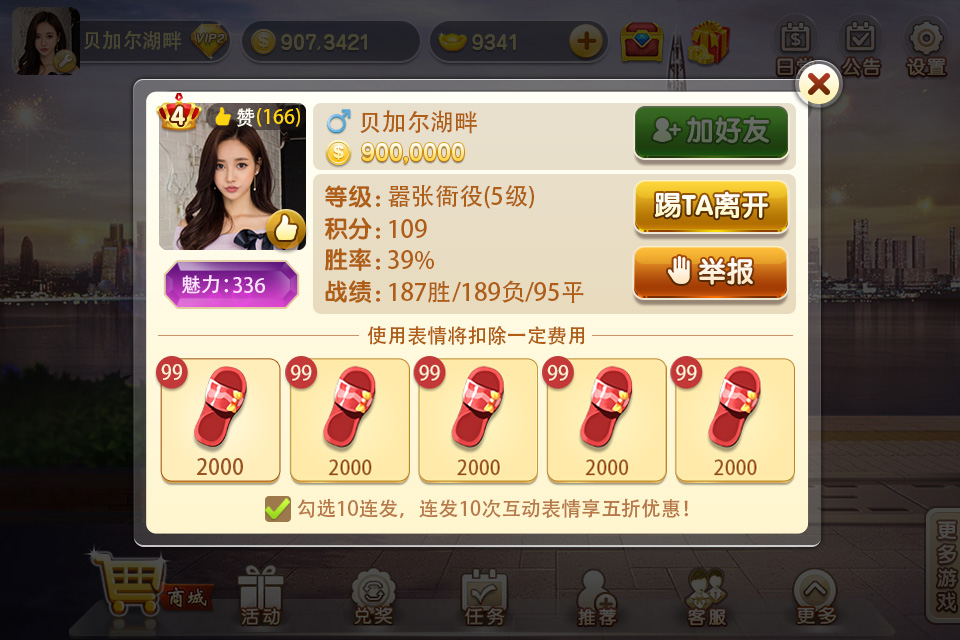 贝加尔湖畔 VIP2 907.3421 9341
日常 公告 设置
4 赞(166)
贝加尔湖畔
900,0000
加好友
等级: 嚣张衙役(5级)
积分: 109
胜率: 39%
战绩: 187胜/189负/95平
踢TA离开
举报
魅力:336
使用表情将扣除一定费用
99 99 99 99 99
2000 2000 2000 2000 2000
勾选10连发，连发10次互动表情享五折优惠！
商城 活动 兑奖 任务 推荐 客服 更多
更多游戏